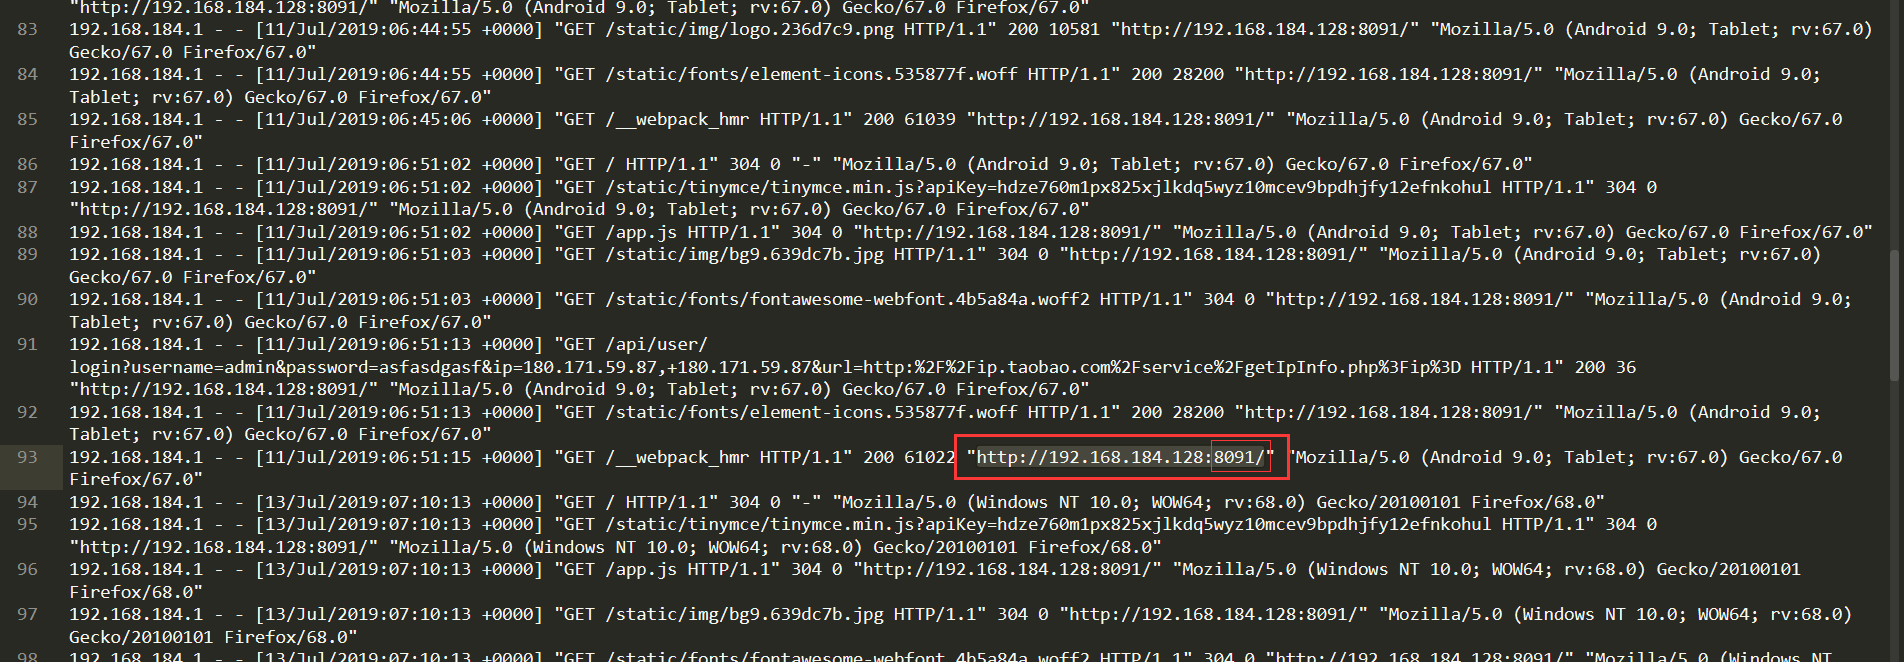 "http://192.168.184.128:8091/" "Mozilla/5.0 (Android 9.0; Tablet; rv:67.0) Gecko/67.0 Firefox/67.0"
83 192.168.184.1 - - [11/Jul/2019:06:44:55 +0000] "GET /static/img/logo.236d7c9.png HTTP/1.1" 200 10581 "http://192.168.184.128:8091/" "Mozilla/5.0 (Android 9.0; Tablet; rv:67.0)
Gecko/67.0 Firefox/67.0"
84 192.168.184.1 - - [11/Jul/2019:06:44:55 +0000] "GET /static/fonts/element-icons.535877f.woff HTTP/1.1" 200 28200 "http://192.168.184.128:8091/" "Mozilla/5.0 (Android 9.0;
Tablet; rv:67.0) Gecko/67.0 Firefox/67.0"
85 192.168.184.1 - - [11/Jul/2019:06:45:06 +0000] "GET /__webpack_hmr HTTP/1.1" 200 61039 "http://192.168.184.128:8091/" "Mozilla/5.0 (Android 9.0; Tablet; rv:67.0) Gecko/67.0
Firefox/67.0"
86 192.168.184.1 - - [11/Jul/2019:06:51:02 +0000] "GET / HTTP/1.1" 304 0 "-" "Mozilla/5.0 (Android 9.0; Tablet; rv:67.0) Gecko/67.0 Firefox/67.0"
87 192.168.184.1 - - [11/Jul/2019:06:51:02 +0000] "GET /static/tinymce/tinymce.min.js?apiKey=hdze760m1px825xjlkdq5wyz10mcev9bpdhjfy12efnkohul HTTP/1.1" 304 0
"http://192.168.184.128:8091/" "Mozilla/5.0 (Android 9.0; Tablet; rv:67.0) Gecko/67.0 Firefox/67.0"
88 192.168.184.1 - - [11/Jul/2019:06:51:02 +0000] "GET /app.js HTTP/1.1" 304 0 "http://192.168.184.128:8091/" "Mozilla/5.0 (Android 9.0; Tablet; rv:67.0) Gecko/67.0 Firefox/67.0"
89 192.168.184.1 - - [11/Jul/2019:06:51:03 +0000] "GET /static/img/bg9.639dc7b.jpg HTTP/1.1" 304 0 "http://192.168.184.128:8091/" "Mozilla/5.0 (Android 9.0; Tablet; rv:67.0)
Gecko/67.0 Firefox/67.0"
90 192.168.184.1 - - [11/Jul/2019:06:51:03 +0000] "GET /static/fonts/fontawesome-webfont.4b5a84a.woff2 HTTP/1.1" 304 0 "http://192.168.184.128:8091/" "Mozilla/5.0 (Android 9.0;
Tablet; rv:67.0) Gecko/67.0 Firefox/67.0"
91 192.168.184.1 - - [11/Jul/2019:06:51:13 +0000] "GET /api/user/
login?username=admin&password=asfasdgasf&ip=180.171.59.87,+180.171.59.87&url=http:%2F%2Fip.taobao.com%2Fservice%2FgetIpInfo.php%3Fip%3D HTTP/1.1" 200 36
"http://192.168.184.128:8091/" "Mozilla/5.0 (Android 9.0; Tablet; rv:67.0) Gecko/67.0 Firefox/67.0"
92 192.168.184.1 - - [11/Jul/2019:06:51:13 +0000] "GET /static/fonts/element-icons.535877f.woff HTTP/1.1" 200 28200 "http://192.168.184.128:8091/" "Mozilla/5.0 (Android 9.0;
Tablet; rv:67.0) Gecko/67.0 Firefox/67.0"
93 192.168.184.1 - - [11/Jul/2019:06:51:15 +0000] "GET /__webpack_hmr HTTP/1.1" 200 61022 "http://192.168.184.128:8091/" "Mozilla/5.0 (Android 9.0; Tablet; rv:67.0) Gecko/67.0
Firefox/67.0"
94 192.168.184.1 - - [13/Jul/2019:07:10:13 +0000] "GET / HTTP/1.1" 304 0 "-" "Mozilla/5.0 (Windows NT 10.0; WOW64; rv:68.0) Gecko/20100101 Firefox/68.0"
95 192.168.184.1 - - [13/Jul/2019:07:10:13 +0000] "GET /static/tinymce/tinymce.min.js?apiKey=hdze760m1px825xjlkdq5wyz10mcev9bpdhjfy12efnkohul HTTP/1.1" 304 0
"http://192.168.184.128:8091/" "Mozilla/5.0 (Windows NT 10.0; WOW64; rv:68.0) Gecko/20100101 Firefox/68.0"
96 192.168.184.1 - - [13/Jul/2019:07:10:13 +0000] "GET /app.js HTTP/1.1" 304 0 "http://192.168.184.128:8091/" "Mozilla/5.0 (Windows NT 10.0; WOW64; rv:68.0) Gecko/20100101
Firefox/68.0"
97 192.168.184.1 - - [13/Jul/2019:07:10:13 +0000] "GET /static/img/bg9.639dc7b.jpg HTTP/1.1" 304 0 "http://192.168.184.128:8091/" "Mozilla/5.0 (Windows NT 10.0; WOW64; rv:68.0)
Gecko/20100101 Firefox/68.0"
98 192.168.184.1 - - [13/Jul/2019:07:10:13 +0000] "GET /static/fonts/fontawesome-webfont.4b5a84a.woff2 HTTP/1.1" 304 0 "http://192.168.184.128:8091/" "Mozilla/5.0 (Windows NT